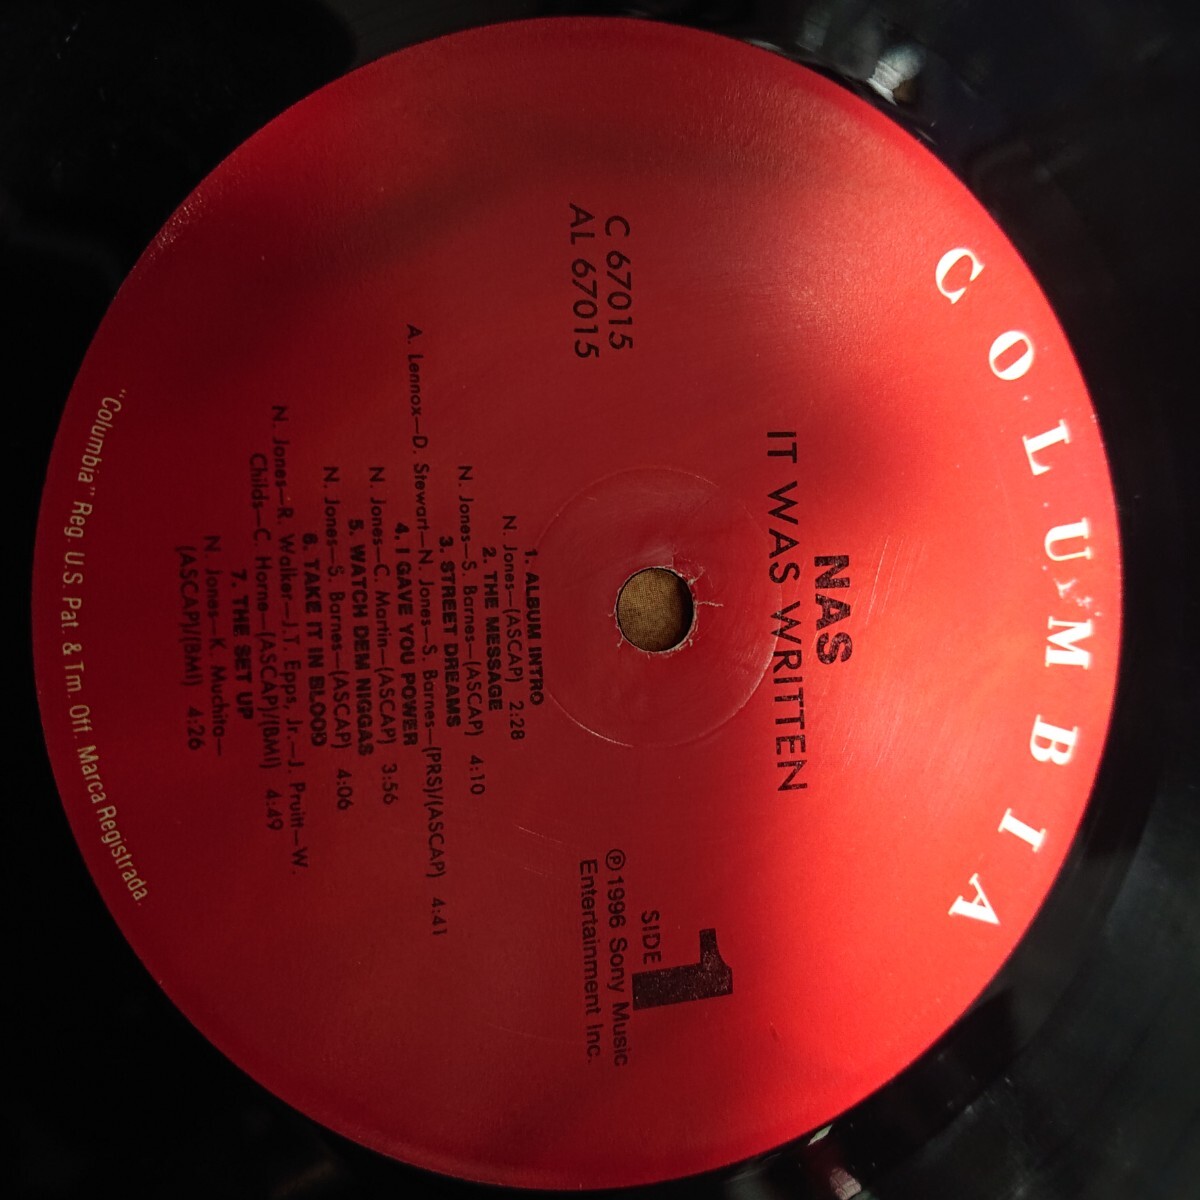 COLUMBIA
NAS
IT WAS WRITTEN
C 67015
AL 67015
SIDE
1
℗ 1996 Sony Music
Entertainment Inc.
1. ALBUM INTRO
N. Jones—(ASCAP) 2:28
2. THE MESSAGE
N. Jones—S. Barnes—(ASCAP) 4:10
3. STREET DREAMS
A. Lennox—D. Stewart—N. Jones—S. Barnes—(PRS)/(ASCAP) 4:41
4. I GAVE YOU POWER
N. Jones—C. Martin—(ASCAP) 3:56
5. WATCH DEM NIGGAS
N. Jones—S. Barnes—(ASCAP) 4:06
6. TAKE IT IN BLOOD
N. Jones—R. Walker—J.T. Epps, Jr.—J. Pruitt—W.
Childs—C. Horne—(ASCAP)/(BMI) 4:49
7. THE SET UP
N. Jones—K. Muchito—
(ASCAP)/(BMI) 4:26
"Columbia" Reg. U.S. Pat. & Tm. Off. Marca Registrada.